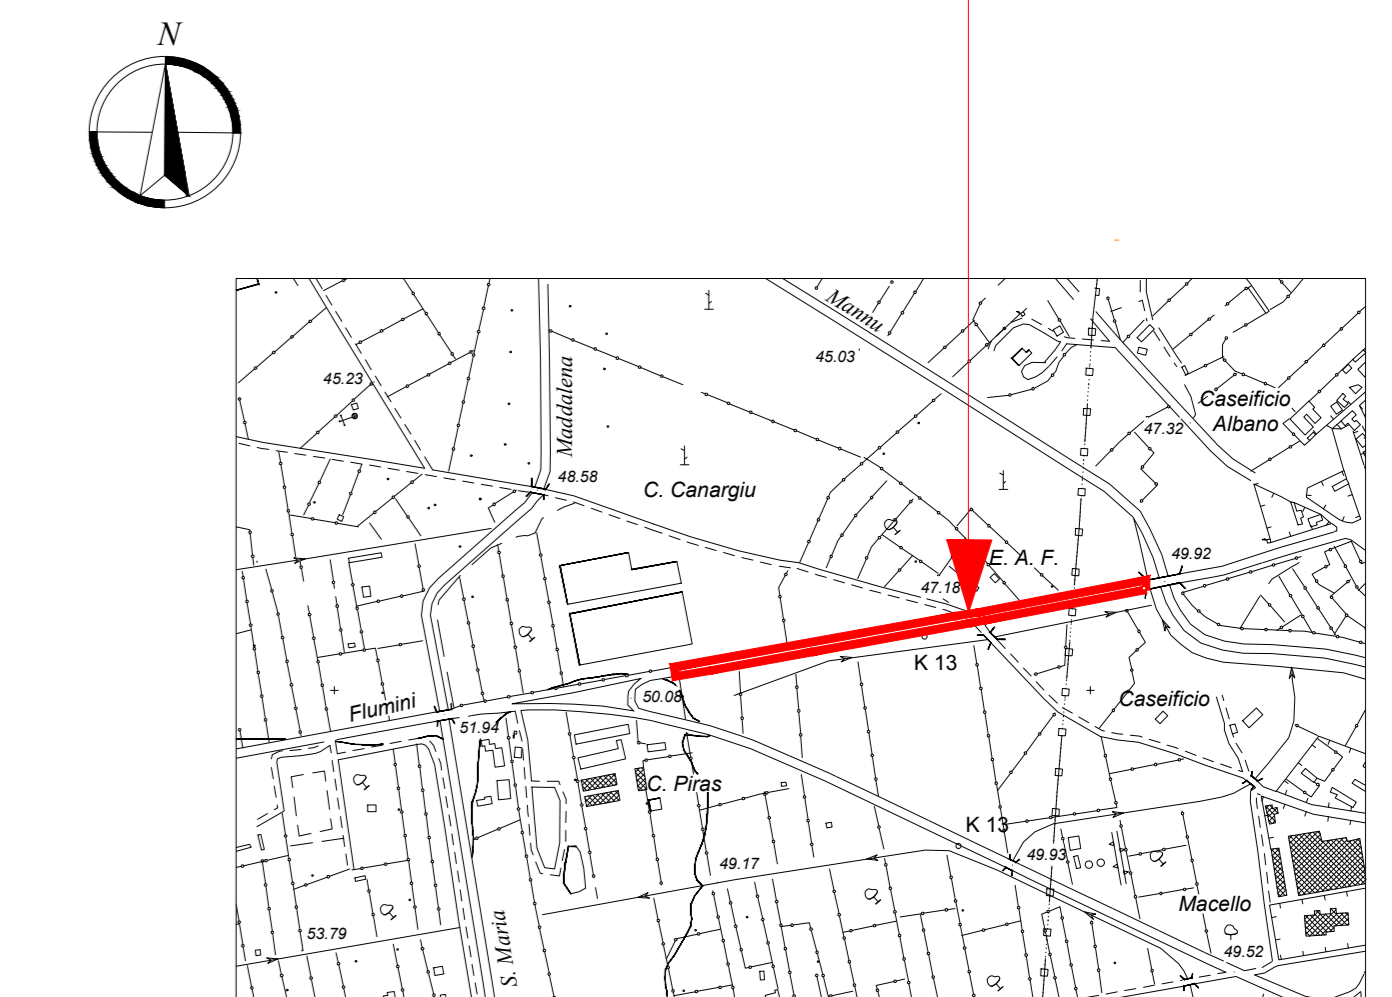 N
Mannu
45.03
45.23
Maddalena
Caseificio
Albano
47.32
48.58
C. Canargiu
49.92
E. A. F.
47.18
K 13
50.08
Caseificio
Flumini
51.94
C. Piras
K 13
49.93
49.17
Macello
S. Maria
53.79
49.52